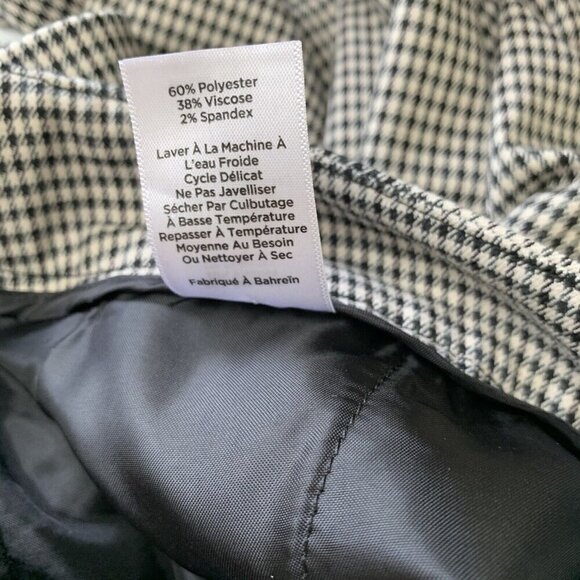 60% Polyester
38% Viscose
2% Spandex
Laver À La Machine À
L'eau Froide
Cycle Délicat
Ne Pas Javelliser
Sécher Par Culbutage
À Basse Température
Repasser À Température
Moyenne Au Besoin
Ou Nettoyer À Sec
Fabriqué À Bahreïn